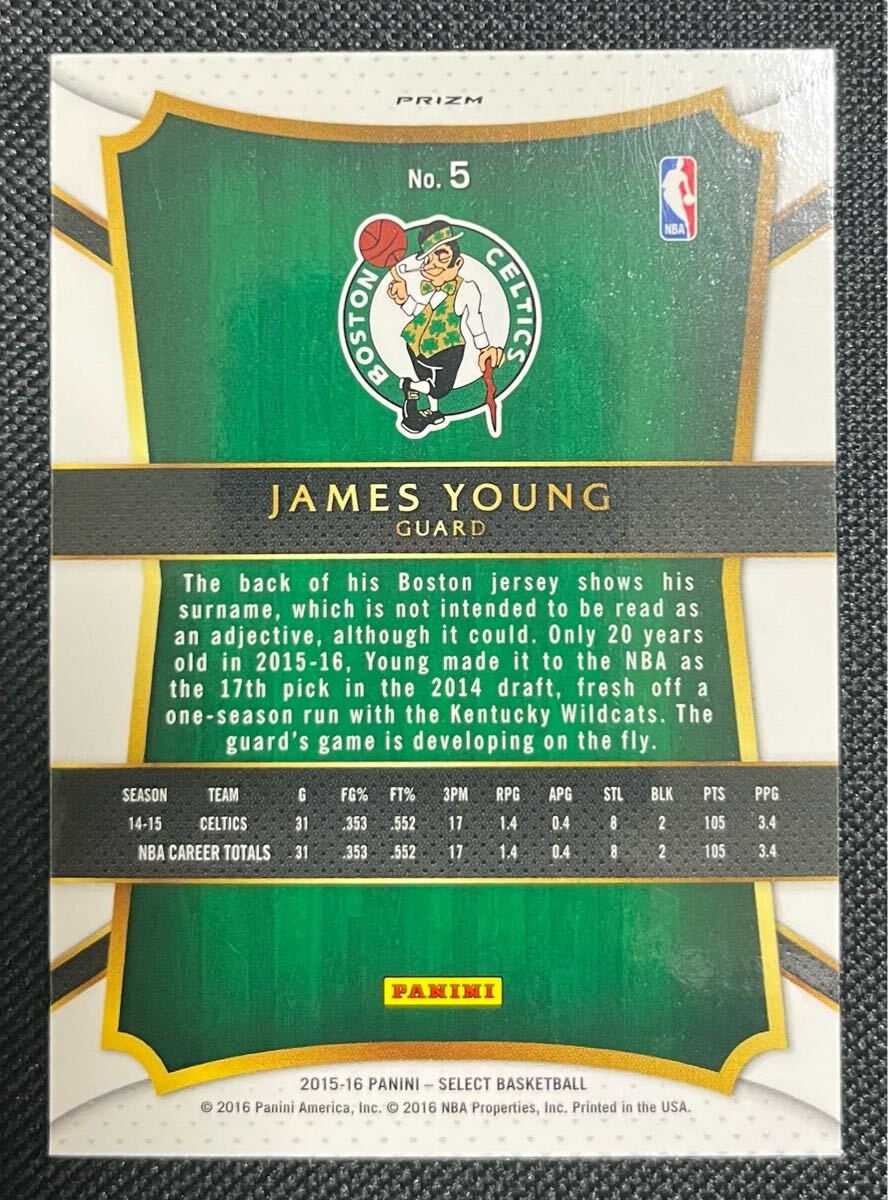 PRIZM
No. 5
NBA
BOSTON CELTICS
JAMES YOUNG
GUARD
The back of his Boston jersey shows his
surname, which is not intended to be read as
an adjective, although it could. Only 20 years
old in 2015-16, Young made it to the NBA as
the 17th pick in the 2014 draft, fresh off a
one-season run with the Kentucky Wildcats. The
guard's game is developing on the fly.
SEASON TEAM G FG% FT% 3PM RPG APG STL BLK PTS PPG
14-15 CELTICS 31 .353 .552 17 1.4 0.4 8 2 105 3.4
NBA CAREER TOTALS 31 .353 .552 17 1.4 0.4 8 2 105 3.4
PANINI
2015-16 PANINI – SELECT BASKETBALL
© 2016 Panini America, Inc. © 2016 NBA Properties, Inc. Printed in the USA.